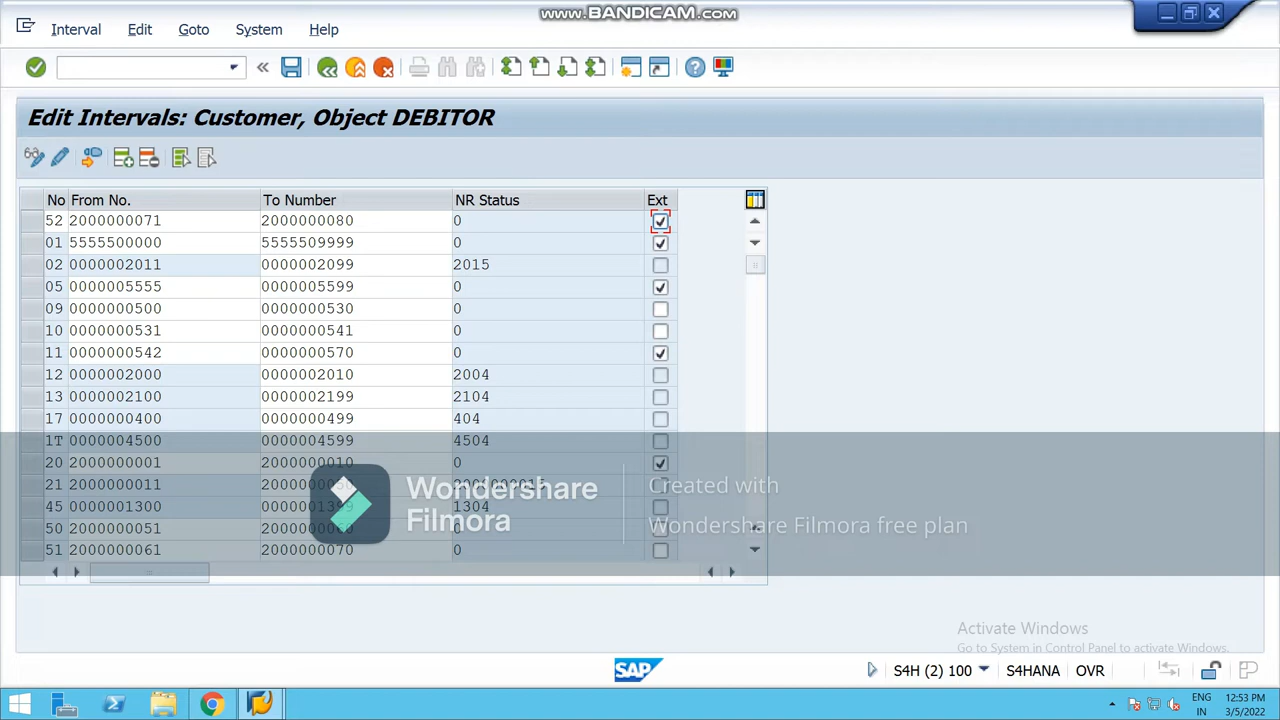 www.BANDICAM.com
Interval Edit Goto System Help
Edit Intervals: Customer, Object DEBITOR
No From No. To Number NR Status Ext
52 2000000071 2000000080 0
01 5555500000 5555509999 0
02 0000002011 0000002099 2015
05 0000005555 0000005599 0
09 0000000500 0000000530 0
10 0000000531 0000000541 0
11 0000000542 0000000570 0
12 0000002000 0000002010 2004
13 0000002100 0000002199 2104
17 0000000400 0000000499 404
1T 0000004500 0000004599 4504
20 2000000001 2000000010 0
21 2000000011
45 0000001300 0000001399 1304
50 2000000051 2000000060 0
51 2000000061 2000000070 0
Wondershare
Filmora
Created with
Wondershare Filmora free plan
Activate Windows
Go to System in Control Panel to activate Windows.
SAP S4H (2) 100 S4HANA OVR
ENG 12:53 PM
IN 3/5/2022